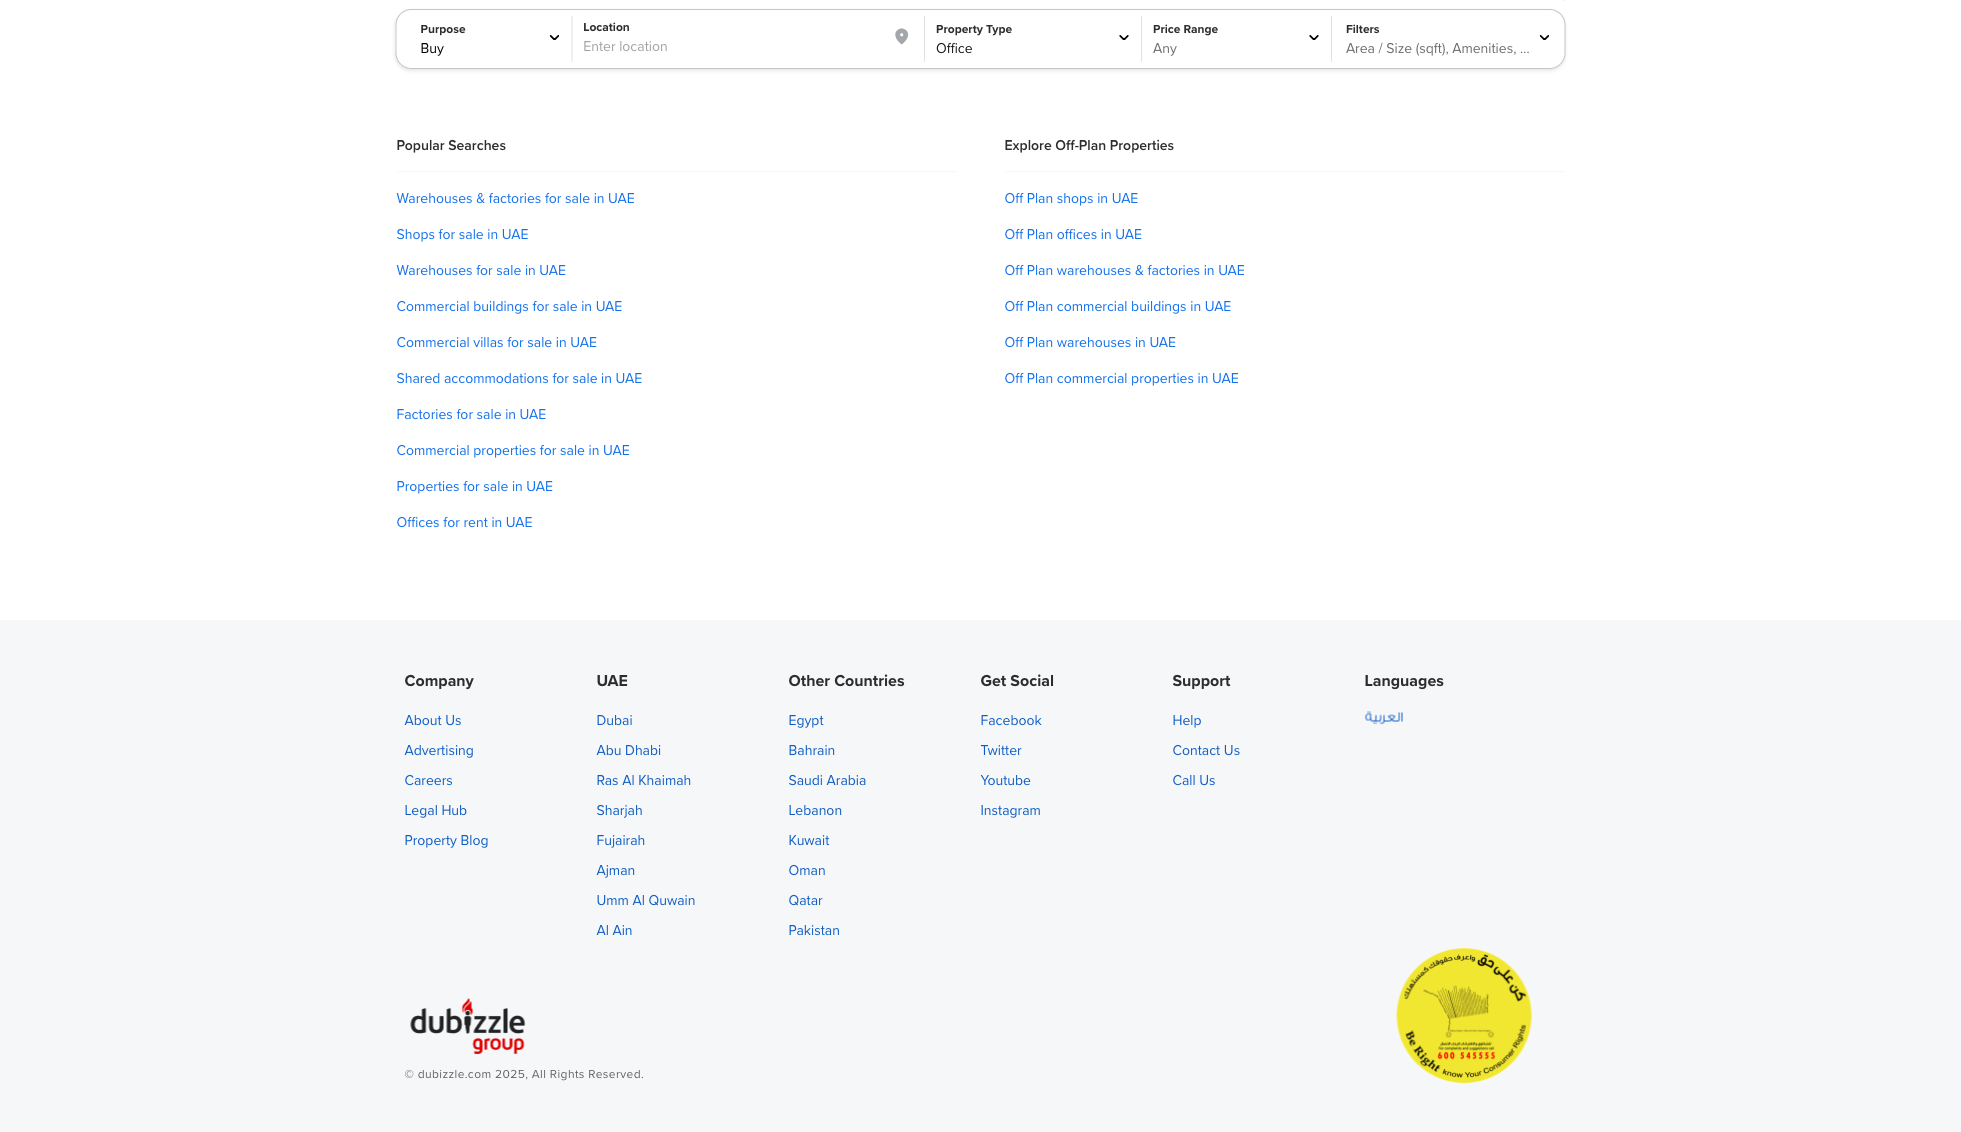 Purpose
Buy
Location
Enter location
Property Type
Office
Price Range
Any
Filters
Area / Size (sqft), Amenities, ...
Popular Searches
Warehouses & factories for sale in UAE
Shops for sale in UAE
Warehouses for sale in UAE
Commercial buildings for sale in UAE
Commercial villas for sale in UAE
Shared accommodations for sale in UAE
Factories for sale in UAE
Commercial properties for sale in UAE
Properties for sale in UAE
Offices for rent in UAE
Explore Off-Plan Properties
Off Plan shops in UAE
Off Plan offices in UAE
Off Plan warehouses & factories in UAE
Off Plan commercial buildings in UAE
Off Plan warehouses in UAE
Off Plan commercial properties in UAE
Company
About Us
Advertising
Careers
Legal Hub
Property Blog
UAE
Dubai
Abu Dhabi
Ras Al Khaimah
Sharjah
Fujairah
Ajman
Umm Al Quwain
Al Ain
Other Countries
Egypt
Bahrain
Saudi Arabia
Lebanon
Kuwait
Oman
Qatar
Pakistan
Get Social
Facebook
Twitter
Youtube
Instagram
Support
Help
Contact Us
Call Us
Languages
العربية
dubizzle
group
© dubizzle.com 2025, All Rights Reserved.
كن على حق واعرف حقوقك كمستهلك
For complaints and suggestions call
600 545555
Be Right know Your Consumer Rights